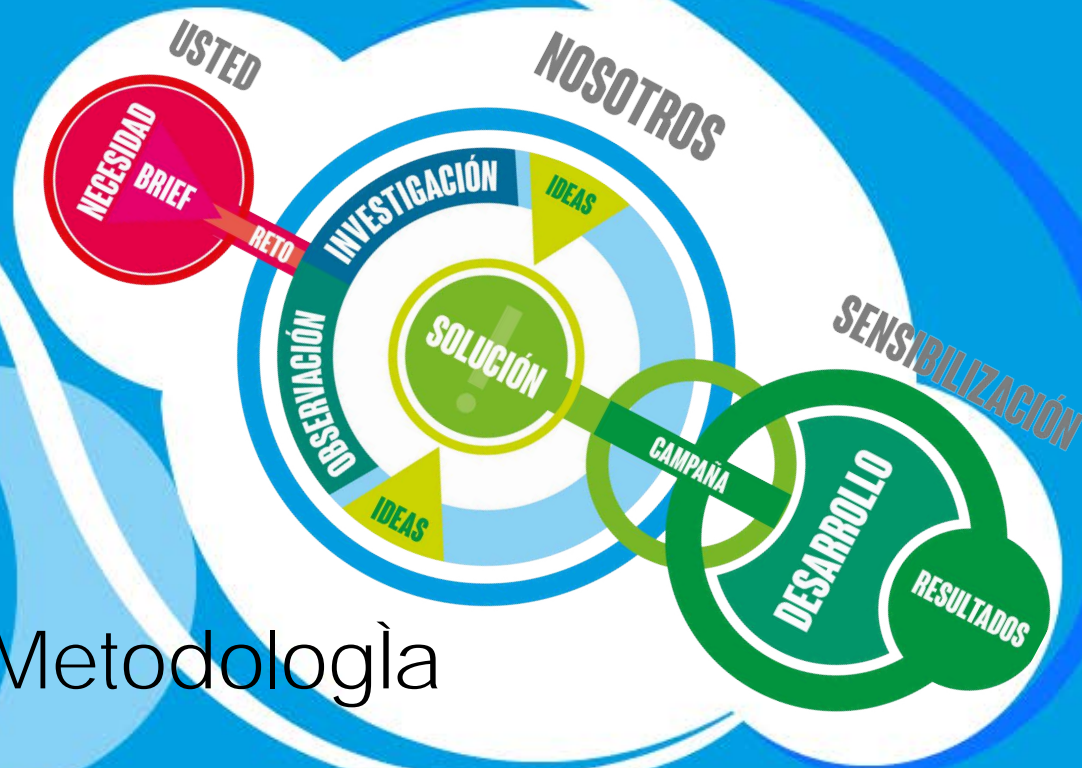 USTED
NOSOTROS
NECESIDAD
BRIEF
RETO
INVESTIGACIÓN
IDEAS
OBSERVACIÓN
SOLUCIÓN
!
IDEAS
SENSIBILIZACIÓN
CAMPAÑA
DESARROLLO
RESULTADOS
MetodologÌa